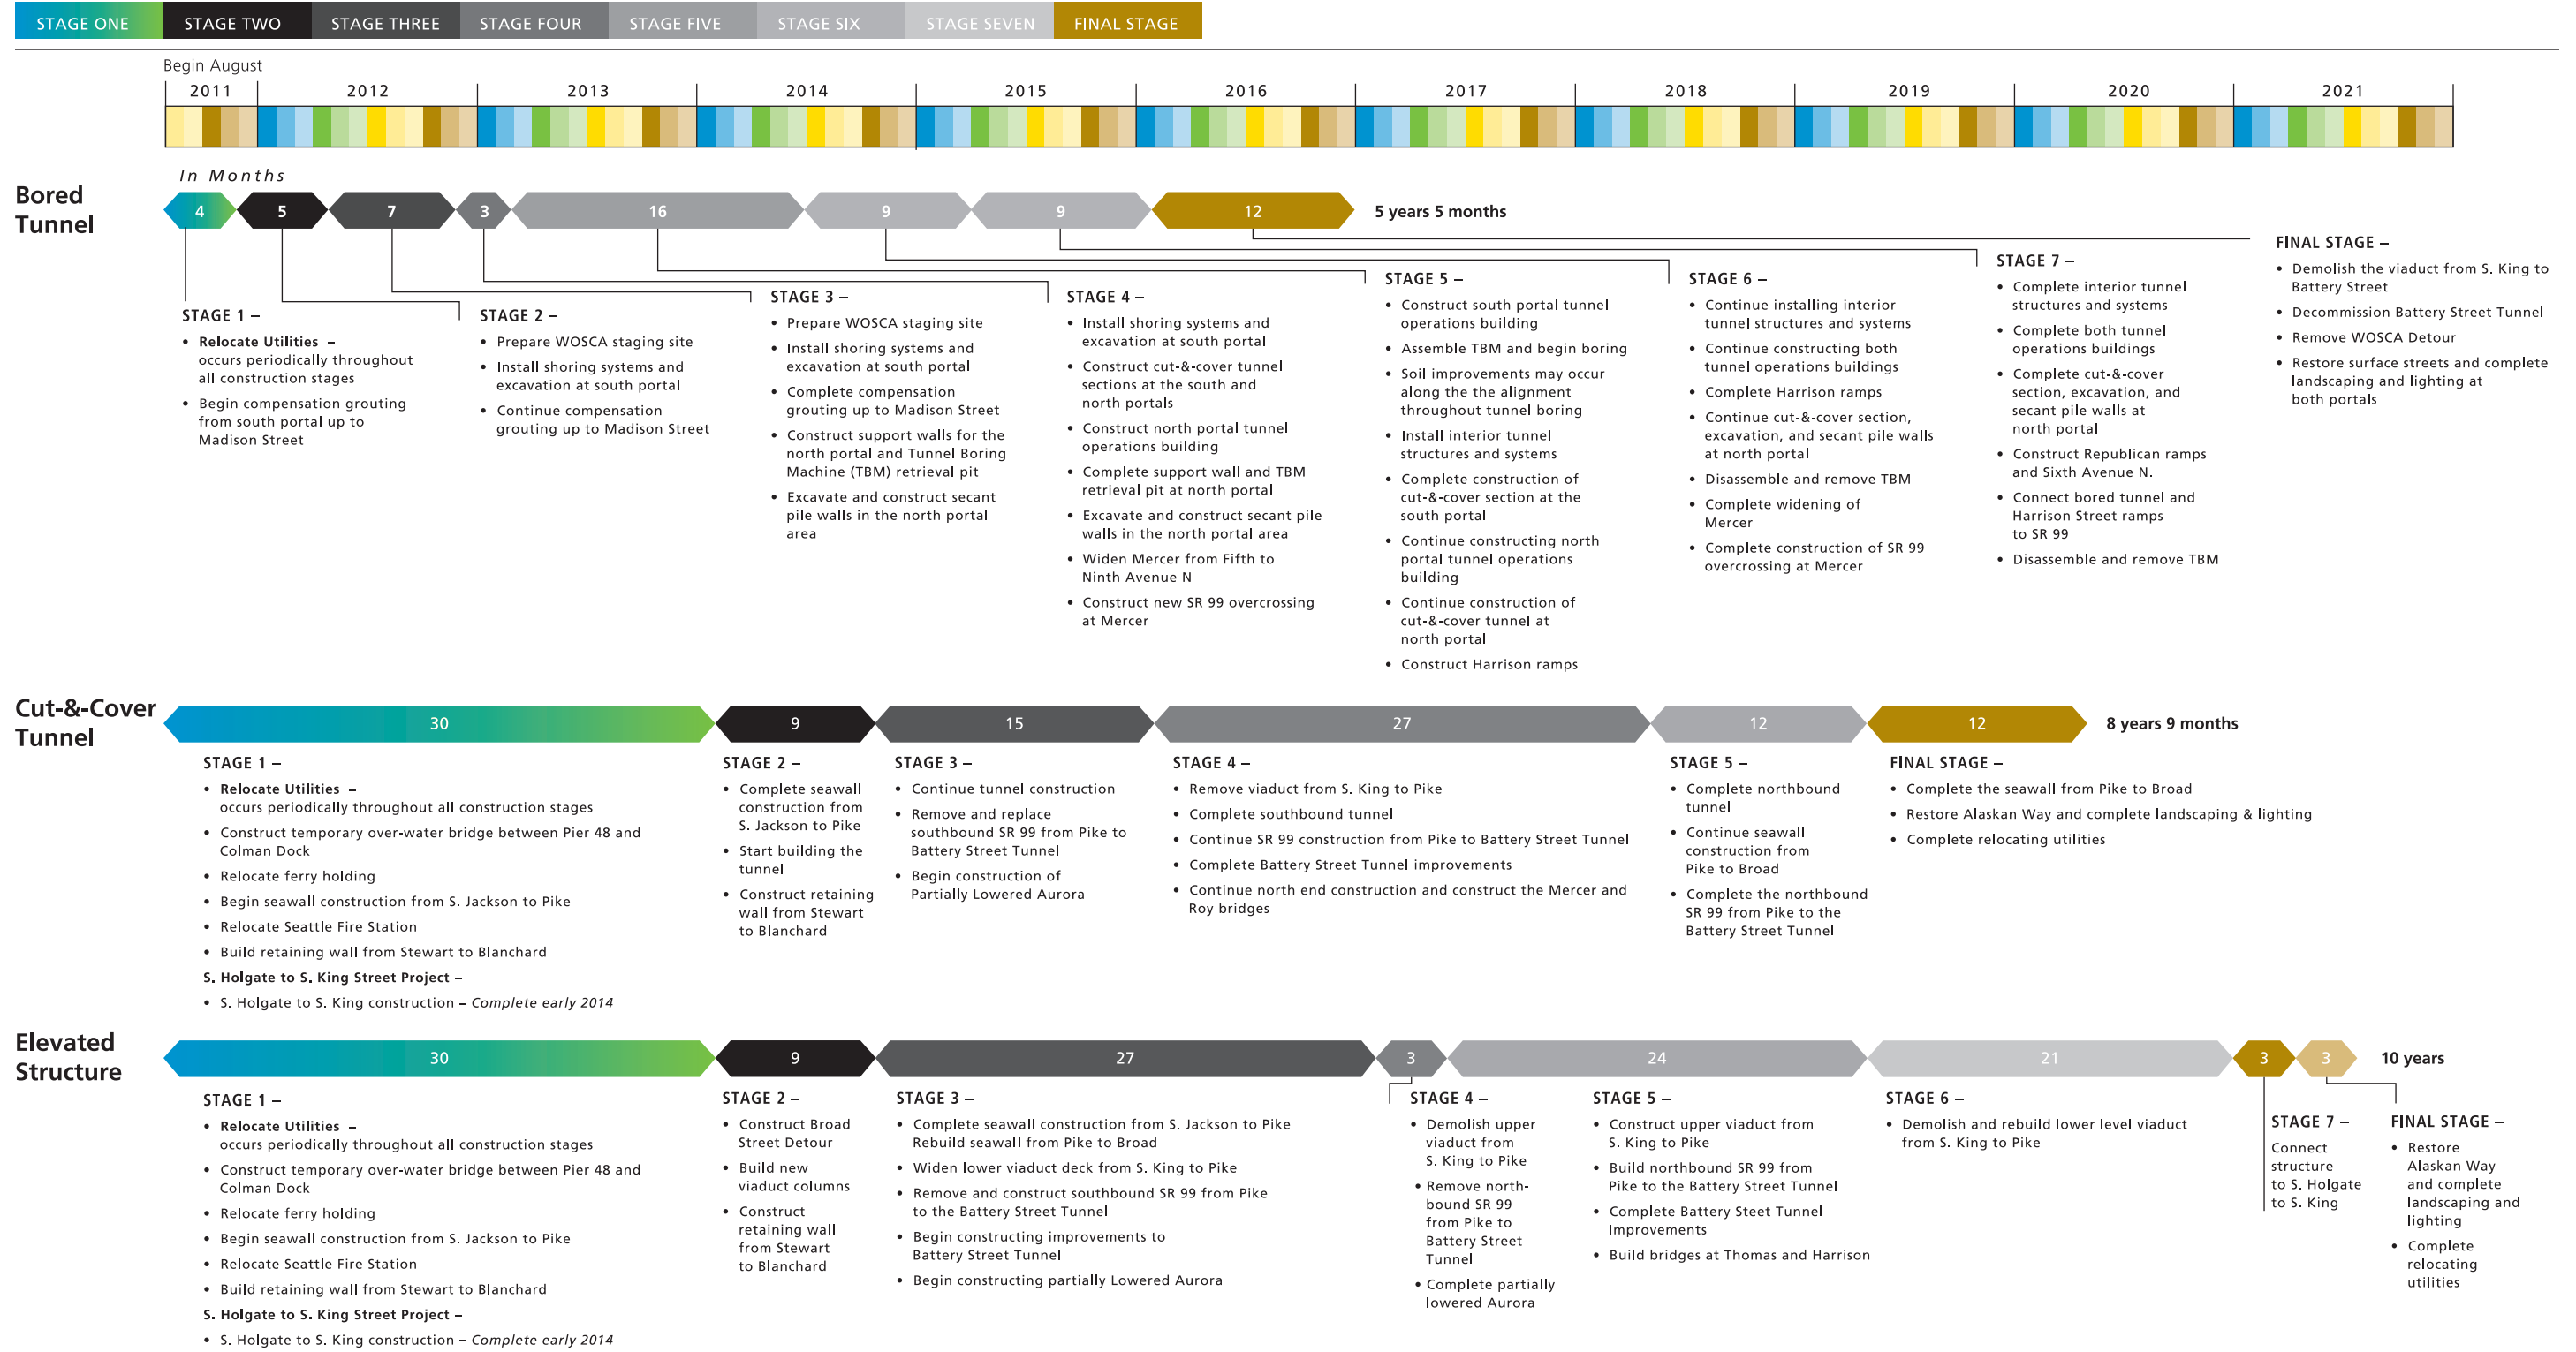 STAGE ONE
STAGE TWO
STAGE THREE
STAGE FOUR
STAGE FIVE
STAGE SIX
STAGE SEVEN
FINAL STAGE
Begin August
2011
2012
2013
2014
2015
2016
2017
2018
2019
2020
2021
In Months
Bored
Tunnel
4
5
7
3
16
9
9
12
5 years 5 months
STAGE 1 –
• Relocate Utilities –
occurs periodically throughout
all construction stages
• Begin compensation grouting
from south portal up to
Madison Street
STAGE 2 –
• Prepare WOSCA staging site
• Install shoring systems and
excavation at south portal
• Continue compensation
grouting up to Madison Street
STAGE 3 –
• Prepare WOSCA staging site
• Install shoring systems and
excavation at south portal
• Complete compensation
grouting up to Madison Street
• Construct support walls for the
north portal and Tunnel Boring
Machine (TBM) retrieval pit
• Excavate and construct secant
pile walls in the north portal
area
STAGE 4 –
• Install shoring systems and
excavation at south portal
• Construct cut-&-cover tunnel
sections at the south and
north portals
• Construct north portal tunnel
operations building
• Complete support wall and TBM
retrieval pit at north portal
• Excavate and construct secant pile
walls in the north portal area
• Widen Mercer from Fifth to
Ninth Avenue N
• Construct new SR 99 overcrossing
at Mercer
STAGE 5 –
• Construct south portal tunnel
operations building
• Assemble TBM and begin boring
• Soil improvements may occur
along the the alignment
throughout tunnel boring
• Install interior tunnel
structures and systems
• Complete construction of
cut-&-cover section at the
south portal
• Continue constructing north
portal tunnel operations
building
• Continue construction of
cut-&-cover tunnel at
north portal
• Construct Harrison ramps
STAGE 6 –
• Continue installing interior
tunnel structures and systems
• Continue constructing both
tunnel operations buildings
• Complete Harrison ramps
• Continue cut-&-cover section,
excavation, and secant pile walls
at north portal
• Disassemble and remove TBM
• Complete widening of
Mercer
• Complete construction of SR 99
overcrossing at Mercer
STAGE 7 –
• Complete interior tunnel
structures and systems
• Complete both tunnel
operations buildings
• Complete cut-&-cover
section, excavation, and
secant pile walls at
north portal
• Construct Republican ramps
and Sixth Avenue N.
• Connect bored tunnel and
Harrison Street ramps
to SR 99
• Disassemble and remove TBM
FINAL STAGE –
• Demolish the viaduct from S. King to
Battery Street
• Decommission Battery Street Tunnel
• Remove WOSCA Detour
• Restore surface streets and complete
landscaping and lighting at
both portals
Cut-&-Cover
Tunnel
30
9
15
27
12
12
8 years 9 months
STAGE 1 –
• Relocate Utilities –
occurs periodically throughout all construction stages
• Construct temporary over-water bridge between Pier 48 and
Colman Dock
• Relocate ferry holding
• Begin seawall construction from S. Jackson to Pike
• Relocate Seattle Fire Station
• Build retaining wall from Stewart to Blanchard
S. Holgate to S. King Street Project –
• S. Holgate to S. King construction – Complete early 2014
STAGE 2 –
• Complete seawall
construction from
S. Jackson to Pike
• Start building the
tunnel
• Construct retaining
wall from Stewart
to Blanchard
STAGE 3 –
• Continue tunnel construction
• Remove and replace
southbound SR 99 from Pike to
Battery Street Tunnel
• Begin construction of
Partially Lowered Aurora
STAGE 4 –
• Remove viaduct from S. King to Pike
• Complete southbound tunnel
• Continue SR 99 construction from Pike to Battery Street Tunnel
• Complete Battery Street Tunnel improvements
• Continue north end construction and construct the Mercer and
Roy bridges
STAGE 5 –
• Complete northbound
tunnel
• Continue seawall
construction from
Pike to Broad
• Complete the northbound
SR 99 from Pike to the
Battery Street Tunnel
FINAL STAGE –
• Complete the seawall from Pike to Broad
• Restore Alaskan Way and complete landscaping & lighting
• Complete relocating utilities
Elevated
Structure
30
9
27
3
24
21
3
3
10 years
STAGE 1 –
• Relocate Utilities –
occurs periodically throughout all construction stages
• Construct temporary over-water bridge between Pier 48 and
Colman Dock
• Relocate ferry holding
• Begin seawall construction from S. Jackson to Pike
• Relocate Seattle Fire Station
• Build retaining wall from Stewart to Blanchard
S. Holgate to S. King Street Project –
• S. Holgate to S. King construction – Complete early 2014
STAGE 2 –
• Construct Broad
Street Detour
• Build new
viaduct columns
• Construct
retaining wall
from Stewart
to Blanchard
STAGE 3 –
• Complete seawall construction from S. Jackson to Pike
Rebuild seawall from Pike to Broad
• Widen lower viaduct deck from S. King to Pike
• Remove and construct southbound SR 99 from Pike
to the Battery Street Tunnel
• Begin constructing improvements to
Battery Street Tunnel
• Begin constructing partially Lowered Aurora
STAGE 4 –
• Demolish upper
viaduct from
S. King to Pike
• Remove north-
bound SR 99
from Pike to
Battery Street
Tunnel
• Complete partially
lowered Aurora
STAGE 5 –
• Construct upper viaduct from
S. King to Pike
• Build northbound SR 99 from
Pike to the Battery Street Tunnel
• Complete Battery Steet Tunnel
Improvements
• Build bridges at Thomas and Harrison
STAGE 6 –
• Demolish and rebuild lower level viaduct
from S. King to Pike
STAGE 7 –
Connect
structure
to S. Holgate
to S. King
FINAL STAGE –
• Restore
Alaskan Way
and complete
landscaping and
lighting
• Complete
relocating
utilities